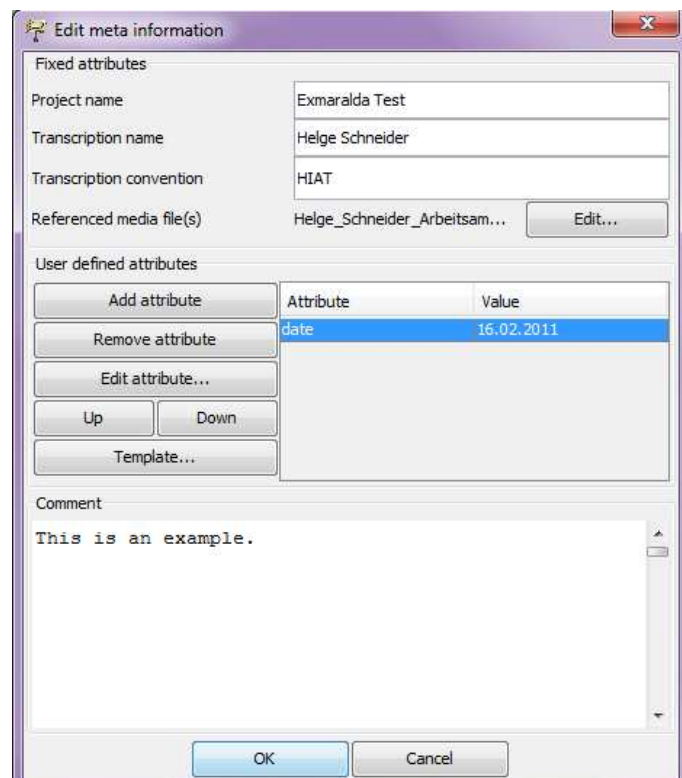 Edit meta information
Fixed attributes
Project name Exmaralda Test
Transcription name Helge Schneider
Transcription convention HIAT
Referenced media file(s) Helge_Schneider_Arbeitsam... Edit...
User defined attributes
Add attribute Attribute Value
Remove attribute date 16.02.2011
Edit attribute...
Up Down
Template...
Comment
This is an example.
OK Cancel